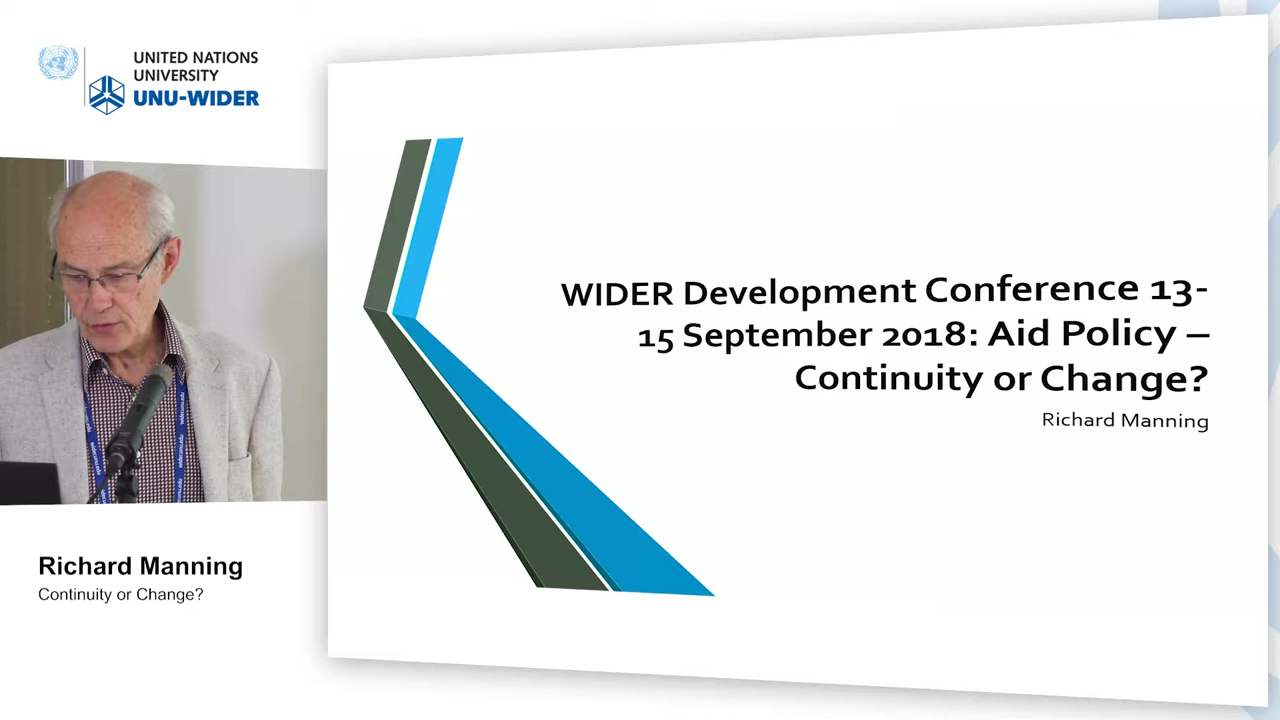 UNITED NATIONS
UNIVERSITY
UNU-WIDER
WIDER Development Conference 13-
15 September 2018: Aid Policy –
Continuity or Change?
Richard Manning
Richard Manning
Continuity or Change?